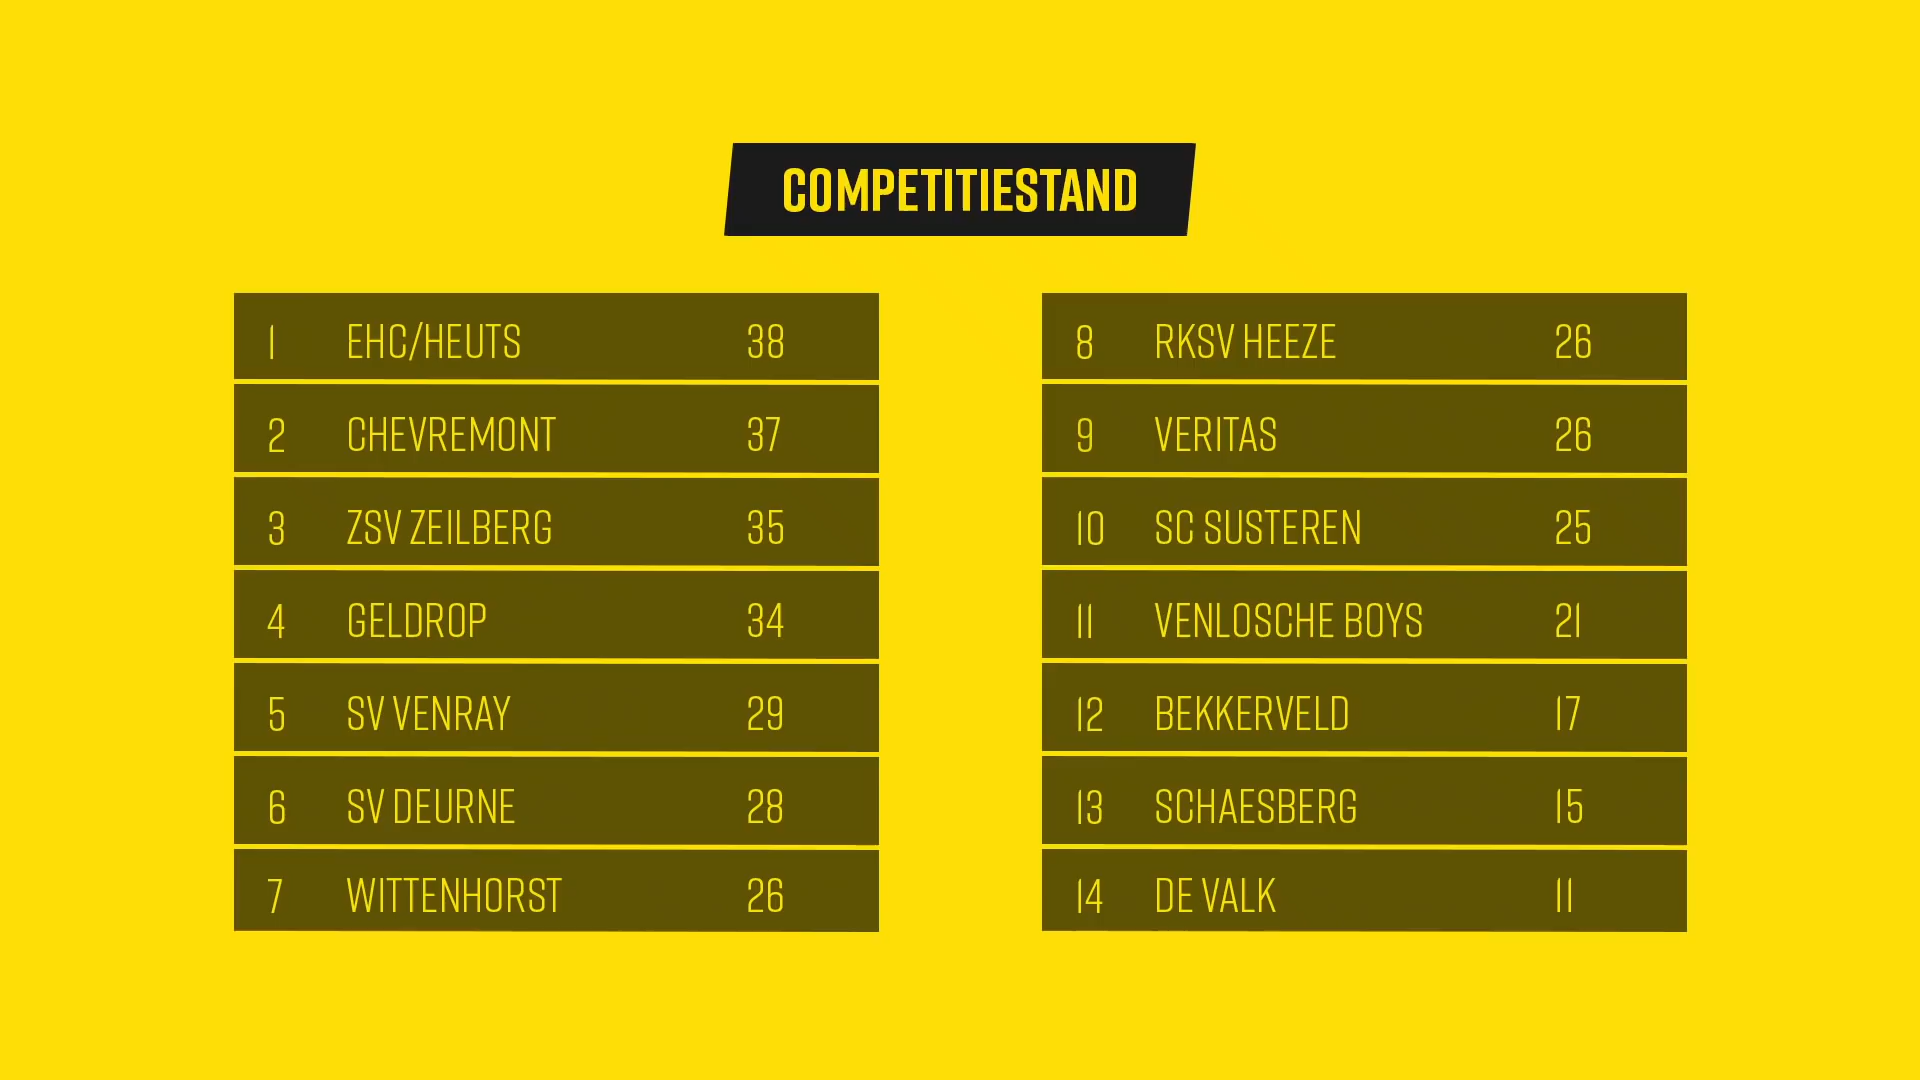 COMPETITIESTAND
1 EHC/HEUTS 38
2 CHEVREMONT 37
3 ZSV ZEILBERG 35
4 GELDROP 34
5 SV VENRAY 29
6 SV DEURNE 28
7 WITTENHORST 26
8 RKSV HEEZE 26
9 VERITAS 26
10 SC SUSTEREN 25
11 VENLOSCHE BOYS 21
12 BEKKERVELD 17
13 SCHAESBERG 15
14 DE VALK 11